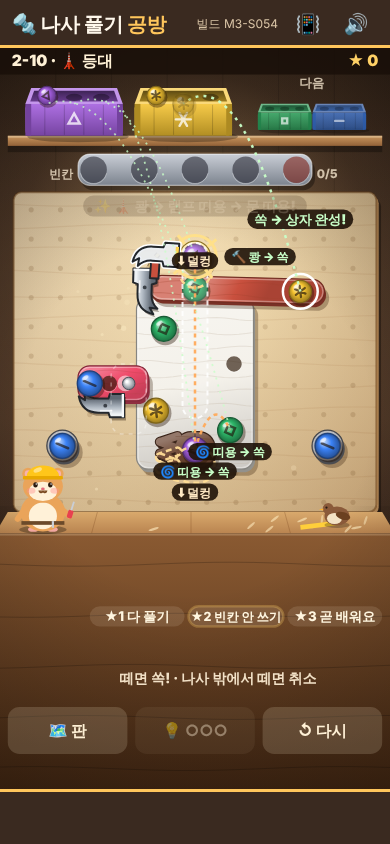 나사 풀기 공방
빌드 M3-S054
2-10 · 등대
★ 0
다음
빈칸
0/5
쏙 → 상자 완성!
⬇덜컹
쾅 → 쏙
띠용 → 쏙
띠용 → 쏙
⬇덜컹
★1 다 풀기
★2 빈칸 안 쓰기
★3 곧 배워요
떼면 쏙! · 나사 밖에서 떼면 취소
판
다시